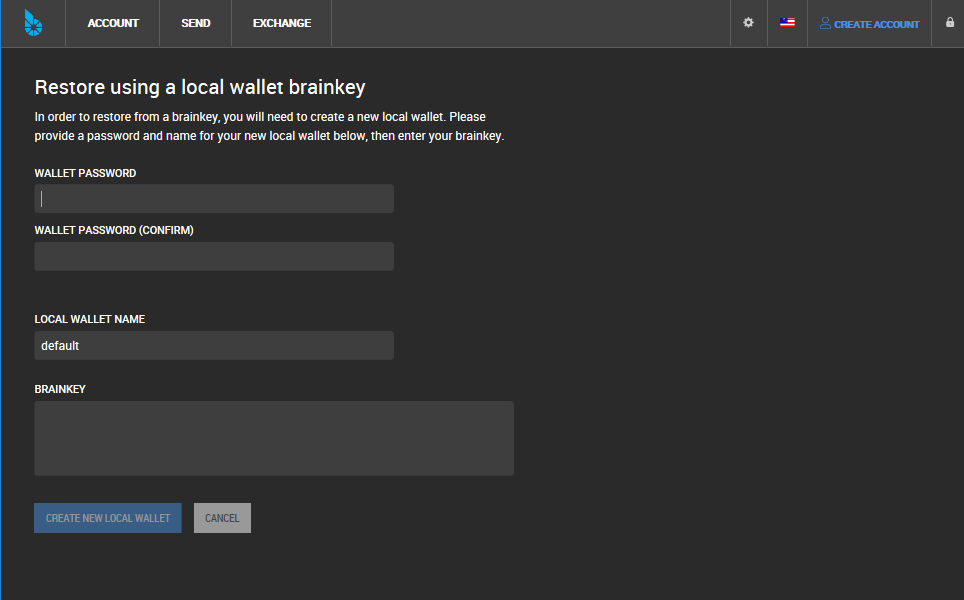 ACCOUNT SEND EXCHANGE CREATE ACCOUNT
Restore using a local wallet brainkey
In order to restore from a brainkey, you will need to create a new local wallet. Please
provide a password and name for your new local wallet below, then enter your brainkey.
WALLET PASSWORD
WALLET PASSWORD (CONFIRM)
LOCAL WALLET NAME
default
BRAINKEY
CREATE NEW LOCAL WALLET CANCEL